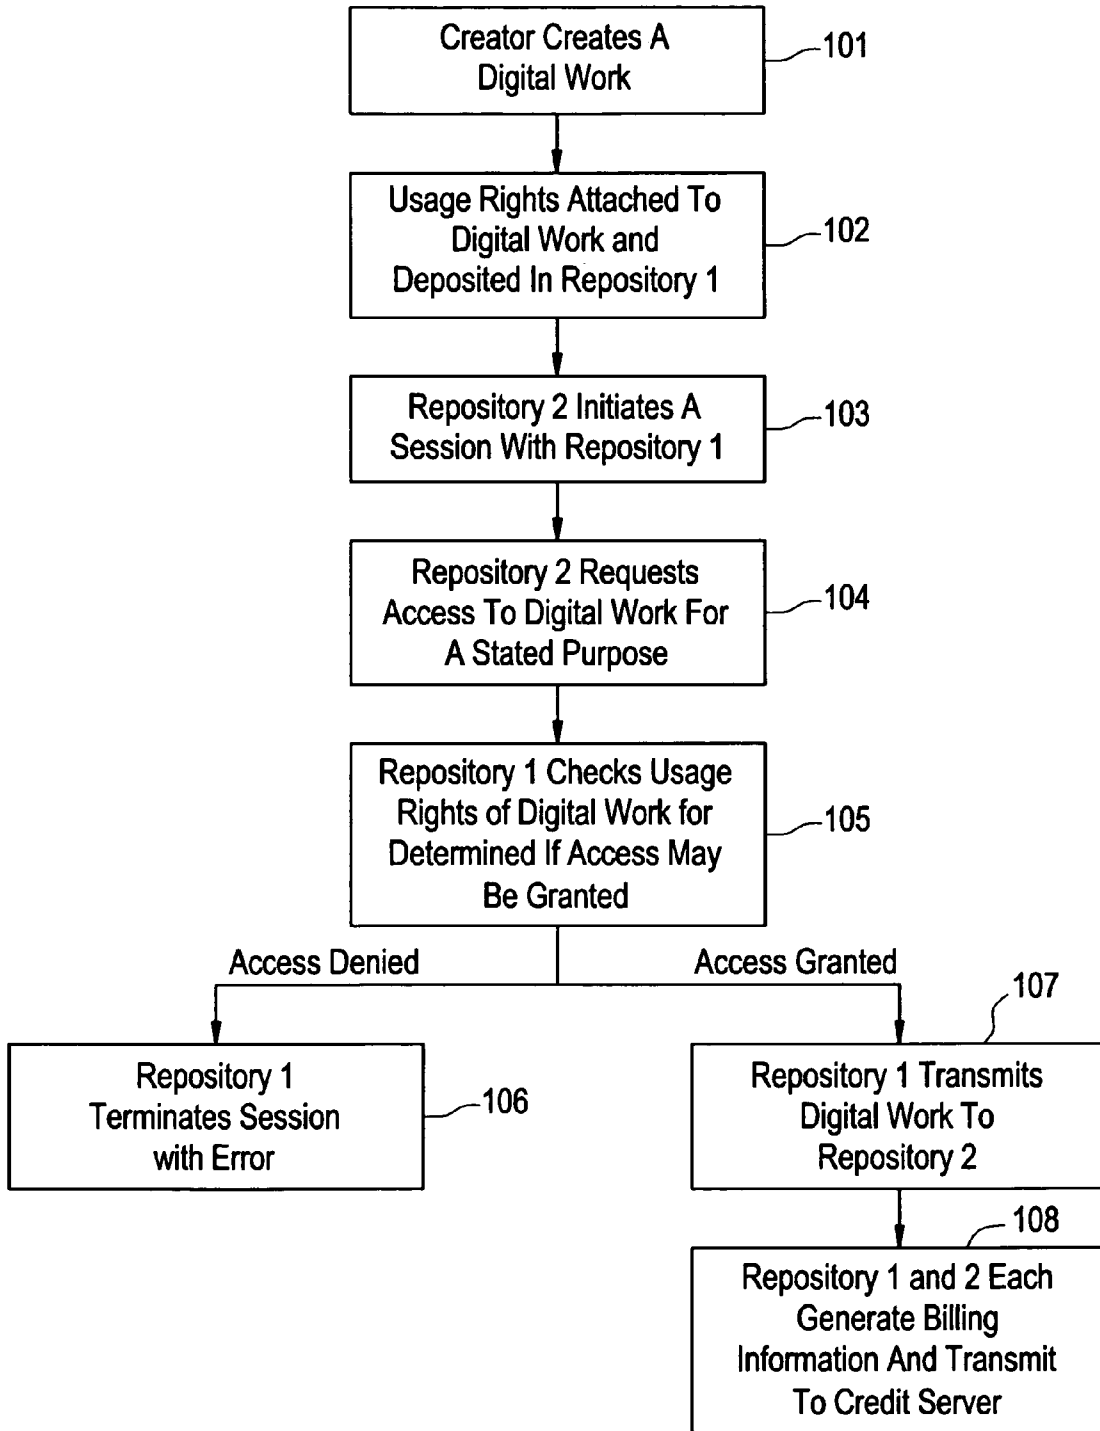 Creator Creates A
Digital Work
101
Usage Rights Attached To
Digital Work and
Deposited In Repository 1
102
Repository 2 Initiates A
Session With Repository 1
103
Repository 2 Requests
Access To Digital Work For
A Stated Purpose
104
Repository 1 Checks Usage
Rights of Digital Work for
Determined If Access May
Be Granted
105
Access Denied
Access Granted
Repository 1
Terminates Session
with Error
106
107
Repository 1 Transmits
Digital Work To
Repository 2
108
Repository 1 and 2 Each
Generate Billing
Information And Transmit
To Credit Server